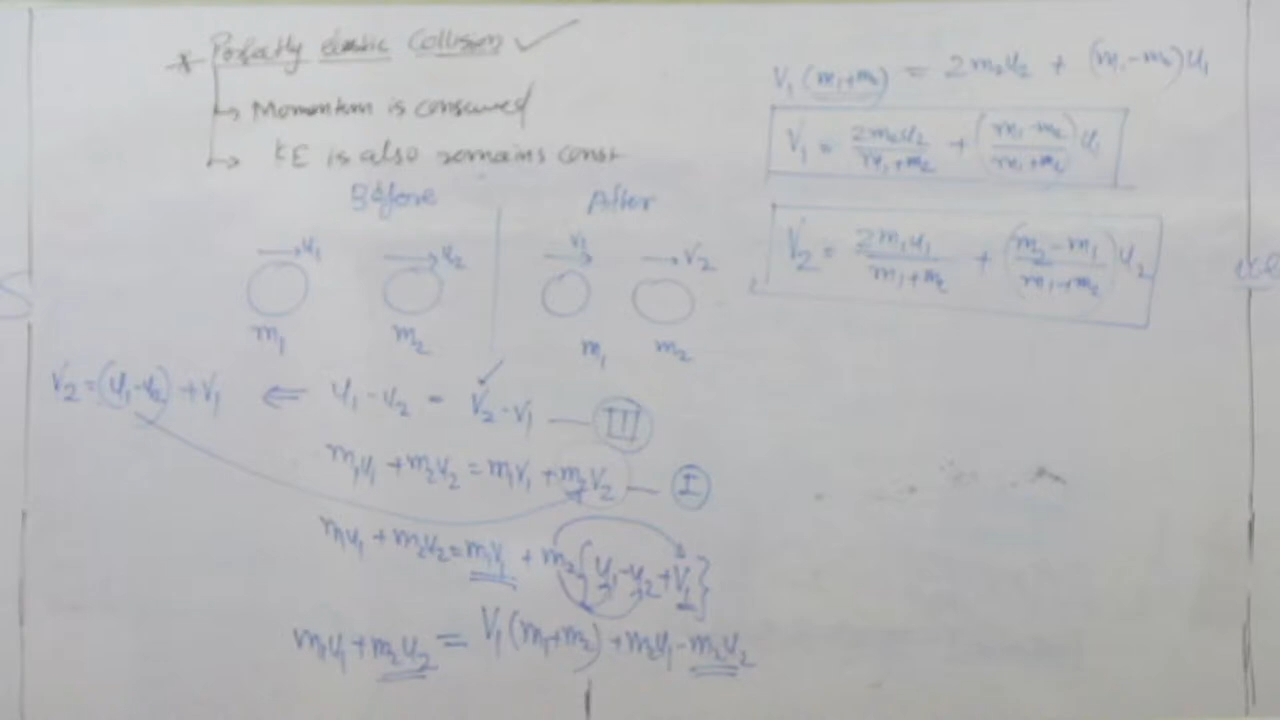 * Perfectly elastic Collision ✓
↳ Momentum is conserved
↳ KE is also remains const
Before
After
u₁
u₂
v₁
v₂
m₁
m₂
m₁
m₂
V₂ = (u₁-u₂) + V₁ ⇐ u₁ - u₂ = V₂ - V₁ — III
m₁u₁ + m₂u₂ = m₁V₁ + m₂V₂ — I
m₁u₁ + m₂u₂ = m₁V₁ + m₂{u₁-u₂+V₁}
m₁u₁ + m₂u₂ = V₁(m₁+m₂) + m₂u₁ - m₂u₂
V₁(m₁+m₂) = 2m₂u₂ + (m₁-m₂)u₁
V₁ = 2m₂u₂/(m₁+m₂) + ((m₁-m₂)/(m₁+m₂))u₁
V₂ = 2m₁u₁/(m₁+m₂) + ((m₂-m₁)/(m₁+m₂))u₂